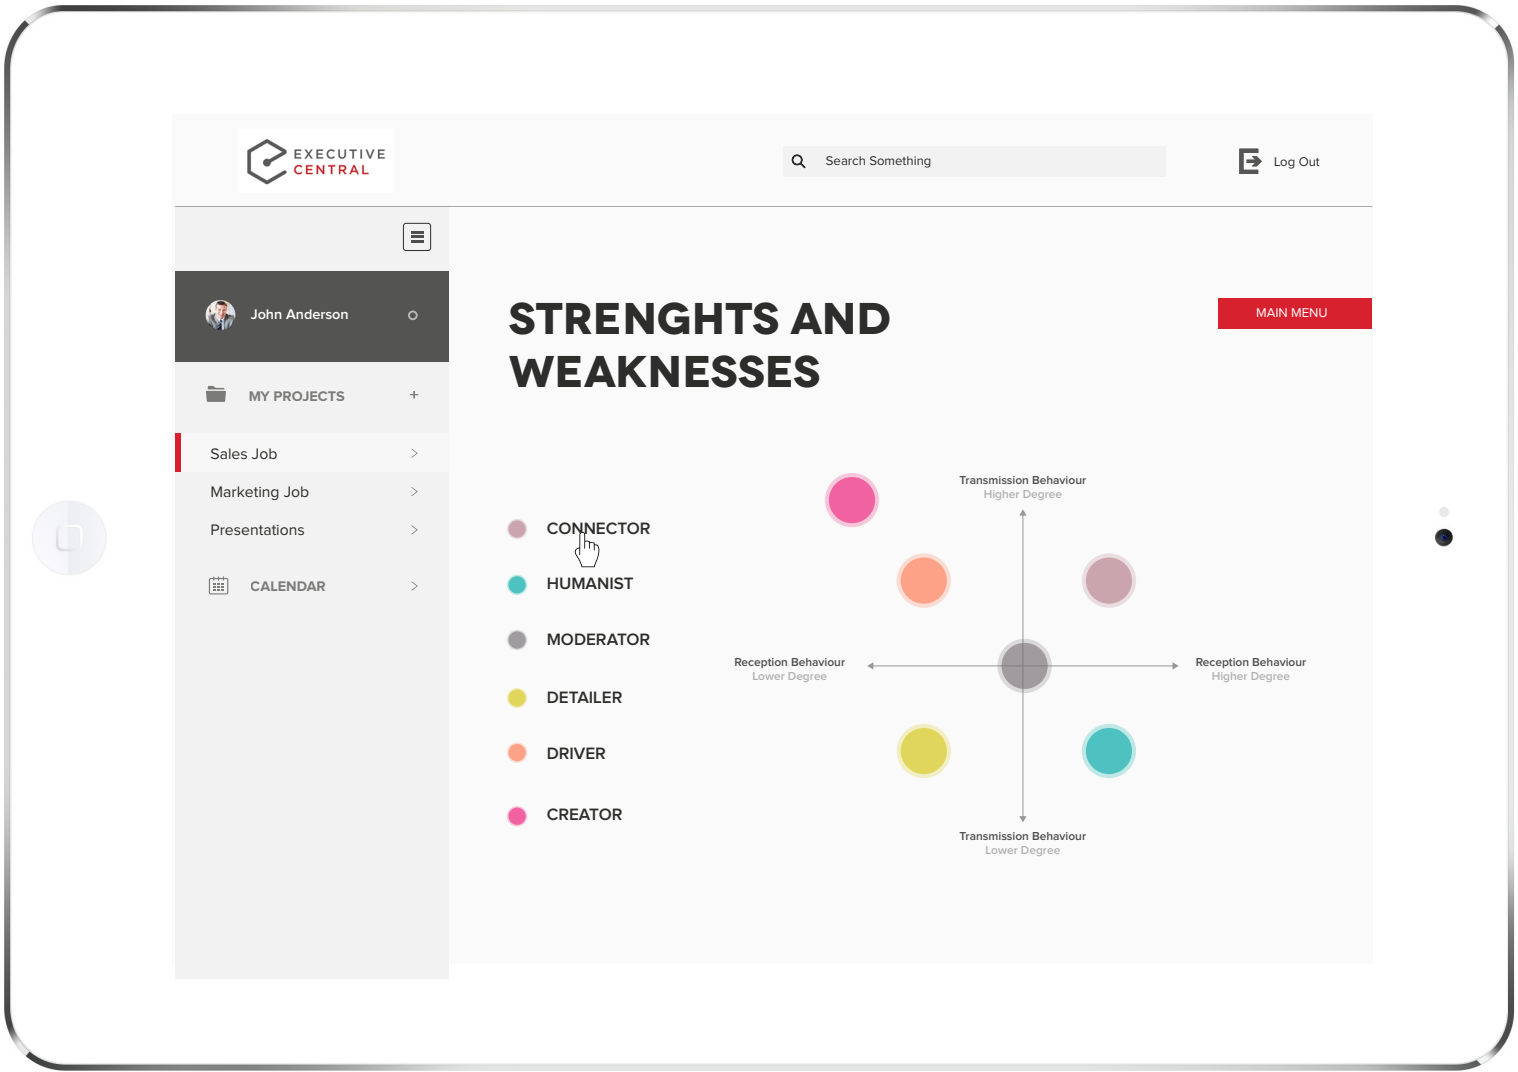 EXECUTIVE
CENTRAL
Search Something
Log Out
John Anderson
MY PROJECTS +
Sales Job
Marketing Job
Presentations
CALENDAR
STRENGHTS AND
WEAKNESSES
MAIN MENU
CONNECTOR
HUMANIST
MODERATOR
DETAILER
DRIVER
CREATOR
Transmission Behaviour
Higher Degree
Reception Behaviour
Lower Degree
Reception Behaviour
Higher Degree
Transmission Behaviour
Lower Degree